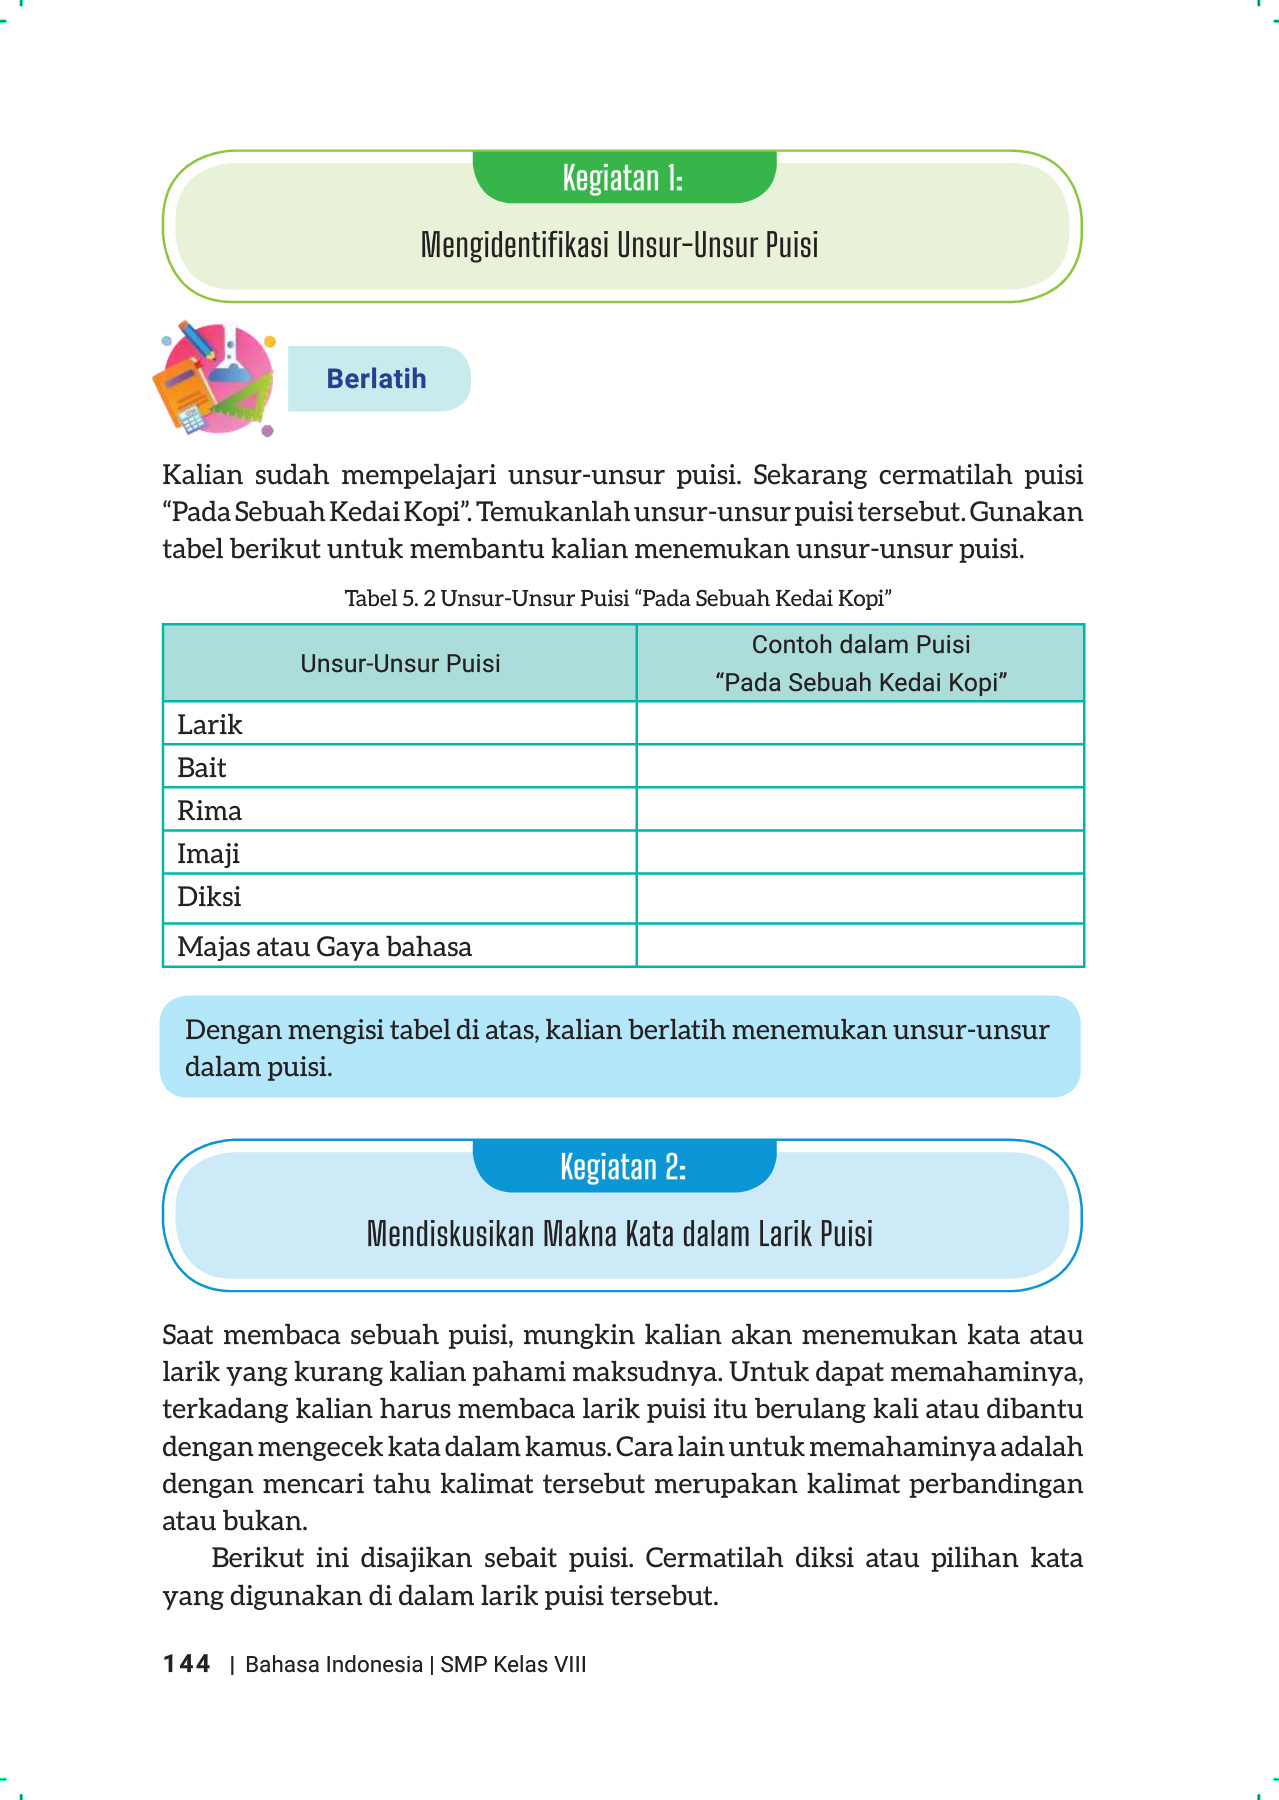 Kegiatan 1:
Mengidentifikasi Unsur-Unsur Puisi
Berlatih
Kalian sudah mempelajari unsur-unsur puisi. Sekarang cermatilah puisi
“Pada Sebuah Kedai Kopi”. Temukanlah unsur-unsur puisi tersebut. Gunakan
tabel berikut untuk membantu kalian menemukan unsur-unsur puisi.
Tabel 5. 2 Unsur-Unsur Puisi “Pada Sebuah Kedai Kopi”
Unsur-Unsur Puisi
Contoh dalam Puisi
“Pada Sebuah Kedai Kopi”
Larik
Bait
Rima
Imaji
Diksi
Majas atau Gaya bahasa
Dengan mengisi tabel di atas, kalian berlatih menemukan unsur-unsur
dalam puisi.
Kegiatan 2:
Mendiskusikan Makna Kata dalam Larik Puisi
Saat membaca sebuah puisi, mungkin kalian akan menemukan kata atau
larik yang kurang kalian pahami maksudnya. Untuk dapat memahaminya,
terkadang kalian harus membaca larik puisi itu berulang kali atau dibantu
dengan mengecek kata dalam kamus. Cara lain untuk memahaminya adalah
dengan mencari tahu kalimat tersebut merupakan kalimat perbandingan
atau bukan.
Berikut ini disajikan sebait puisi. Cermatilah diksi atau pilihan kata
yang digunakan di dalam larik puisi tersebut.
144 | Bahasa Indonesia | SMP Kelas VIII